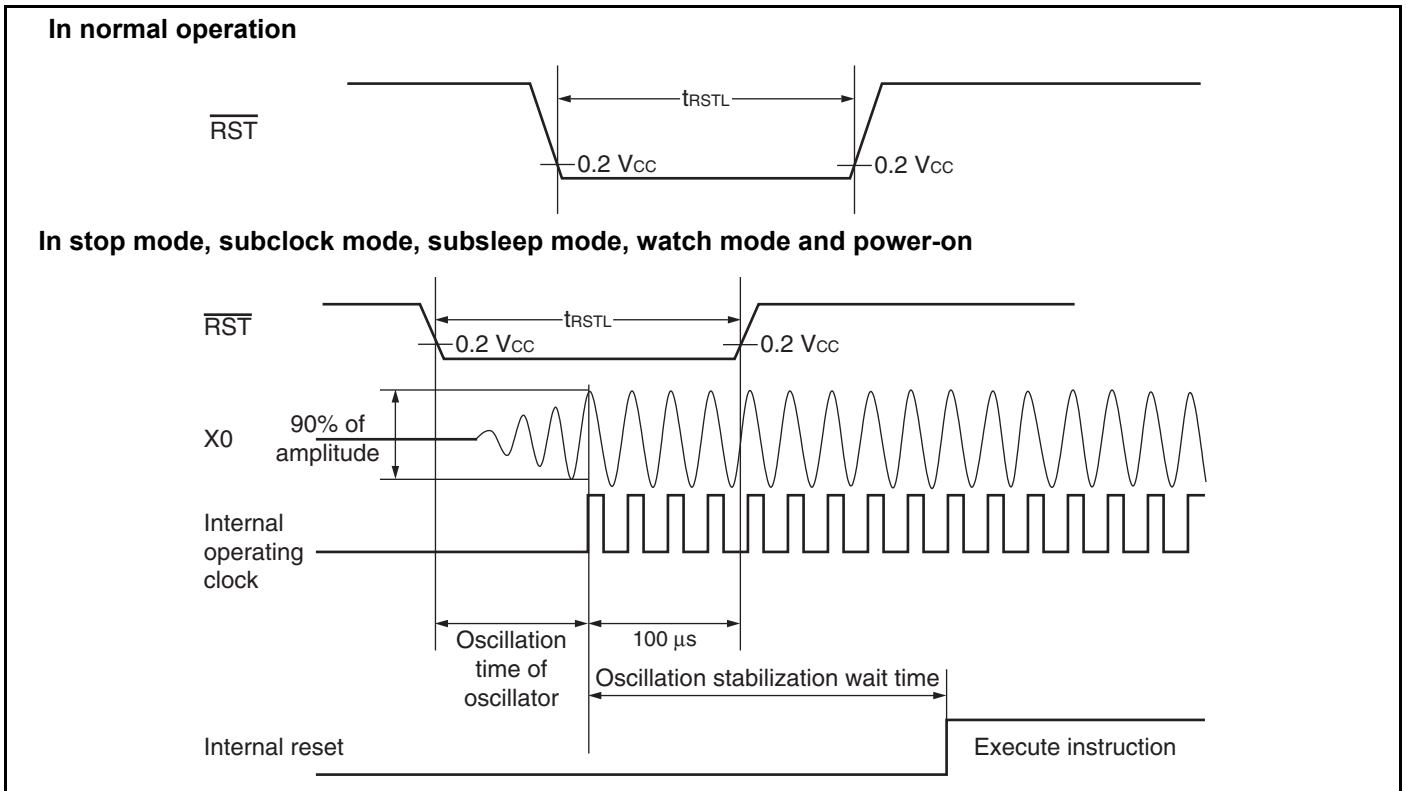 In normal operation
tRSTL
RST
0.2 VCC
0.2 VCC
In stop mode, subclock mode, subsleep mode, watch mode and power-on
RST
tRSTL
0.2 VCC
0.2 VCC
X0
90% of
amplitude
Internal
operating
clock
Oscillation
time of
oscillator
100 μs
Oscillation stabilization wait time
Internal reset
Execute instruction